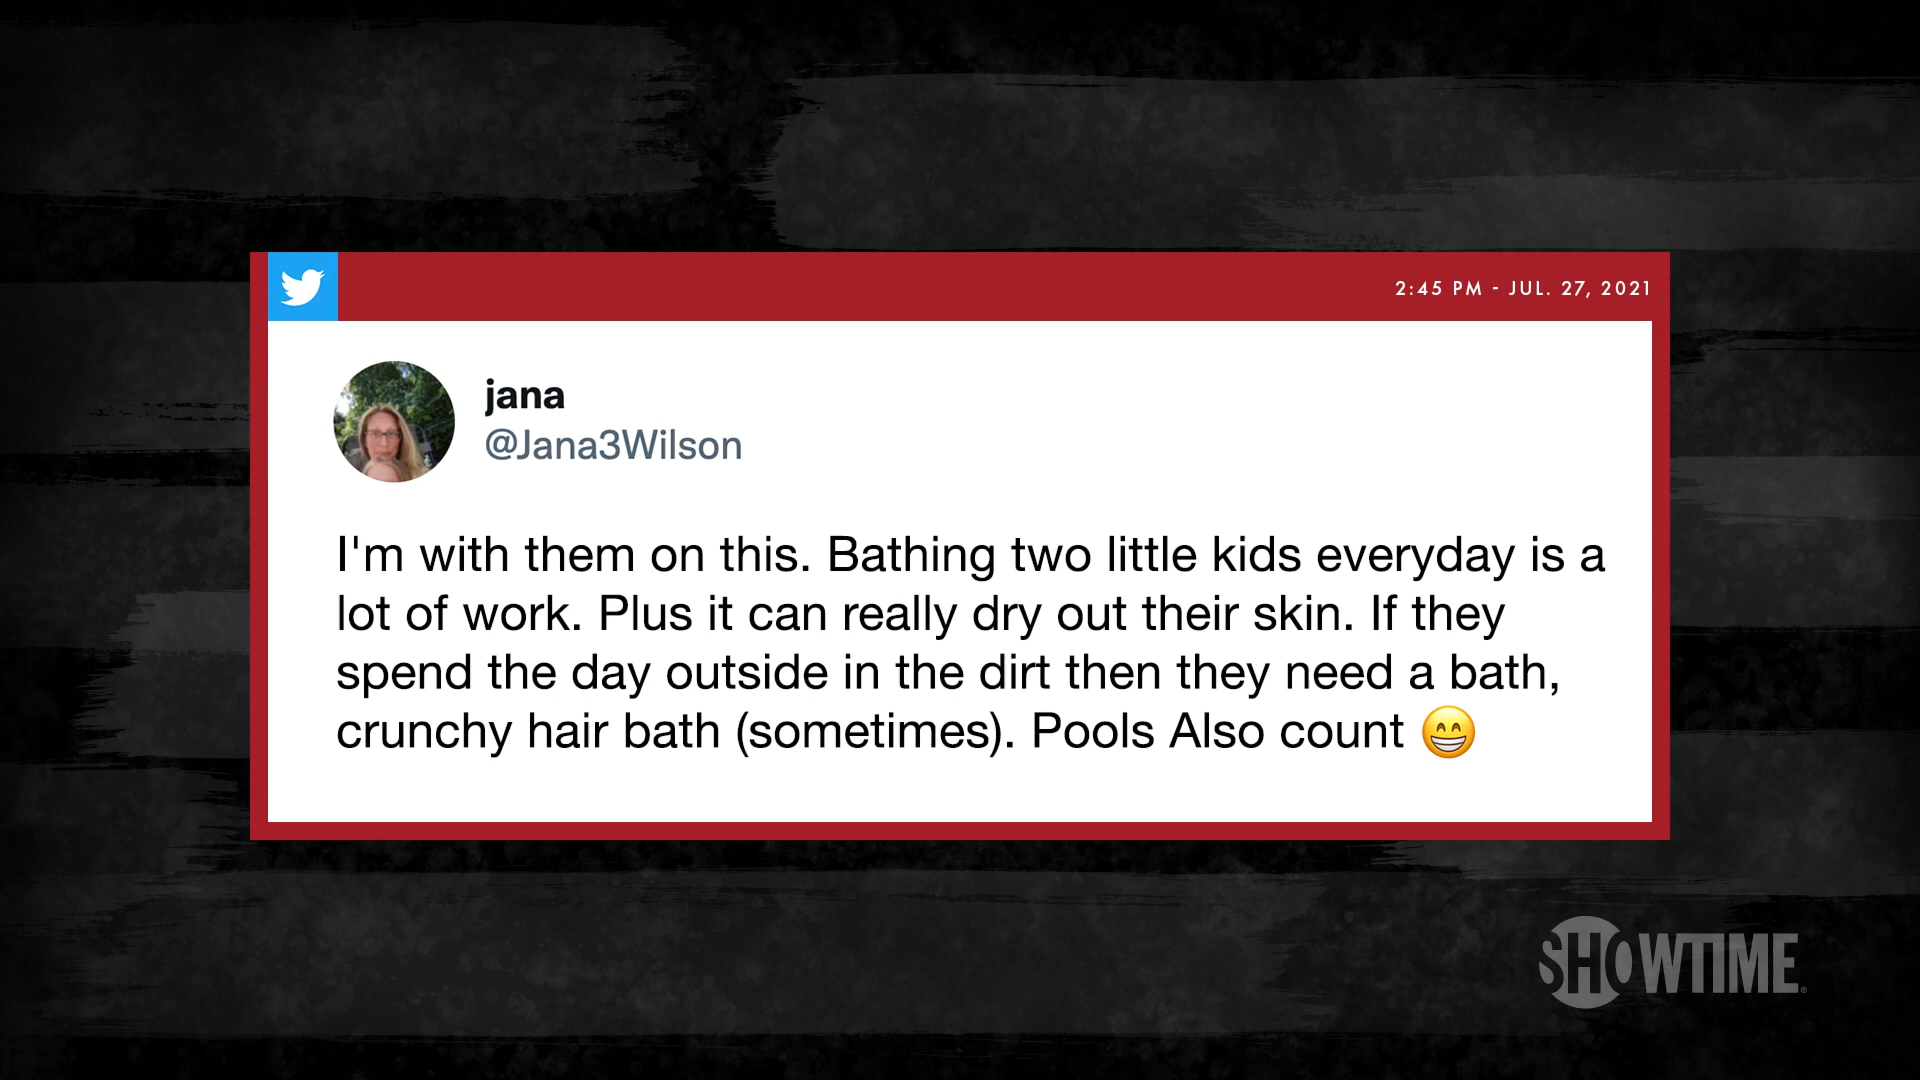 2:45 PM - JUL. 27, 2021
jana
@Jana3Wilson
I'm with them on this. Bathing two little kids everyday is a
lot of work. Plus it can really dry out their skin. If they
spend the day outside in the dirt then they need a bath,
crunchy hair bath (sometimes). Pools Also count 😁
SHOWTIME